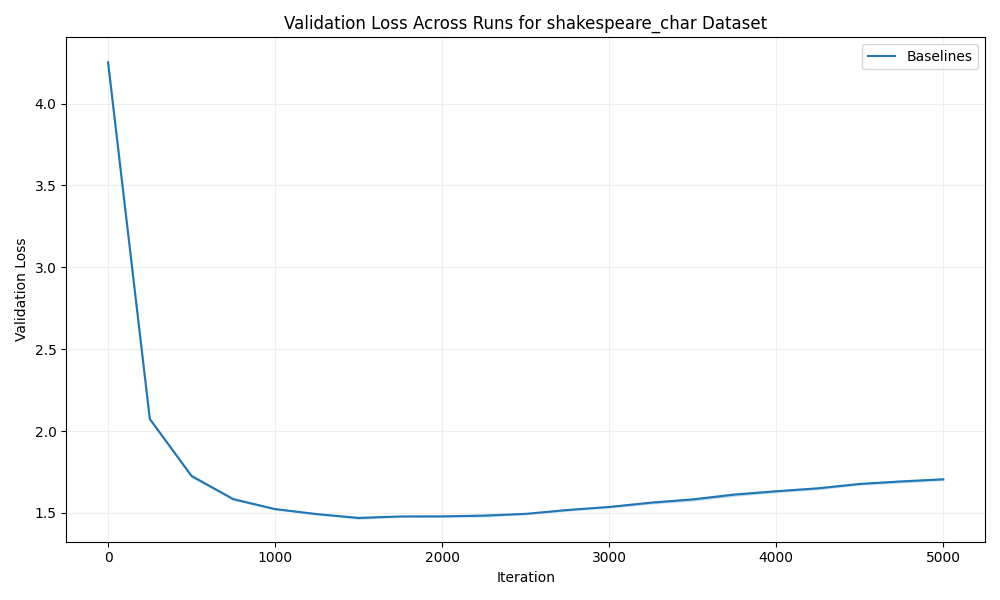 Validation Loss Across Runs for shakespeare_char Dataset
Baselines
Validation Loss
4.0
3.5
3.0
2.5
2.0
1.5
0 1000 2000 3000 4000 5000
Iteration